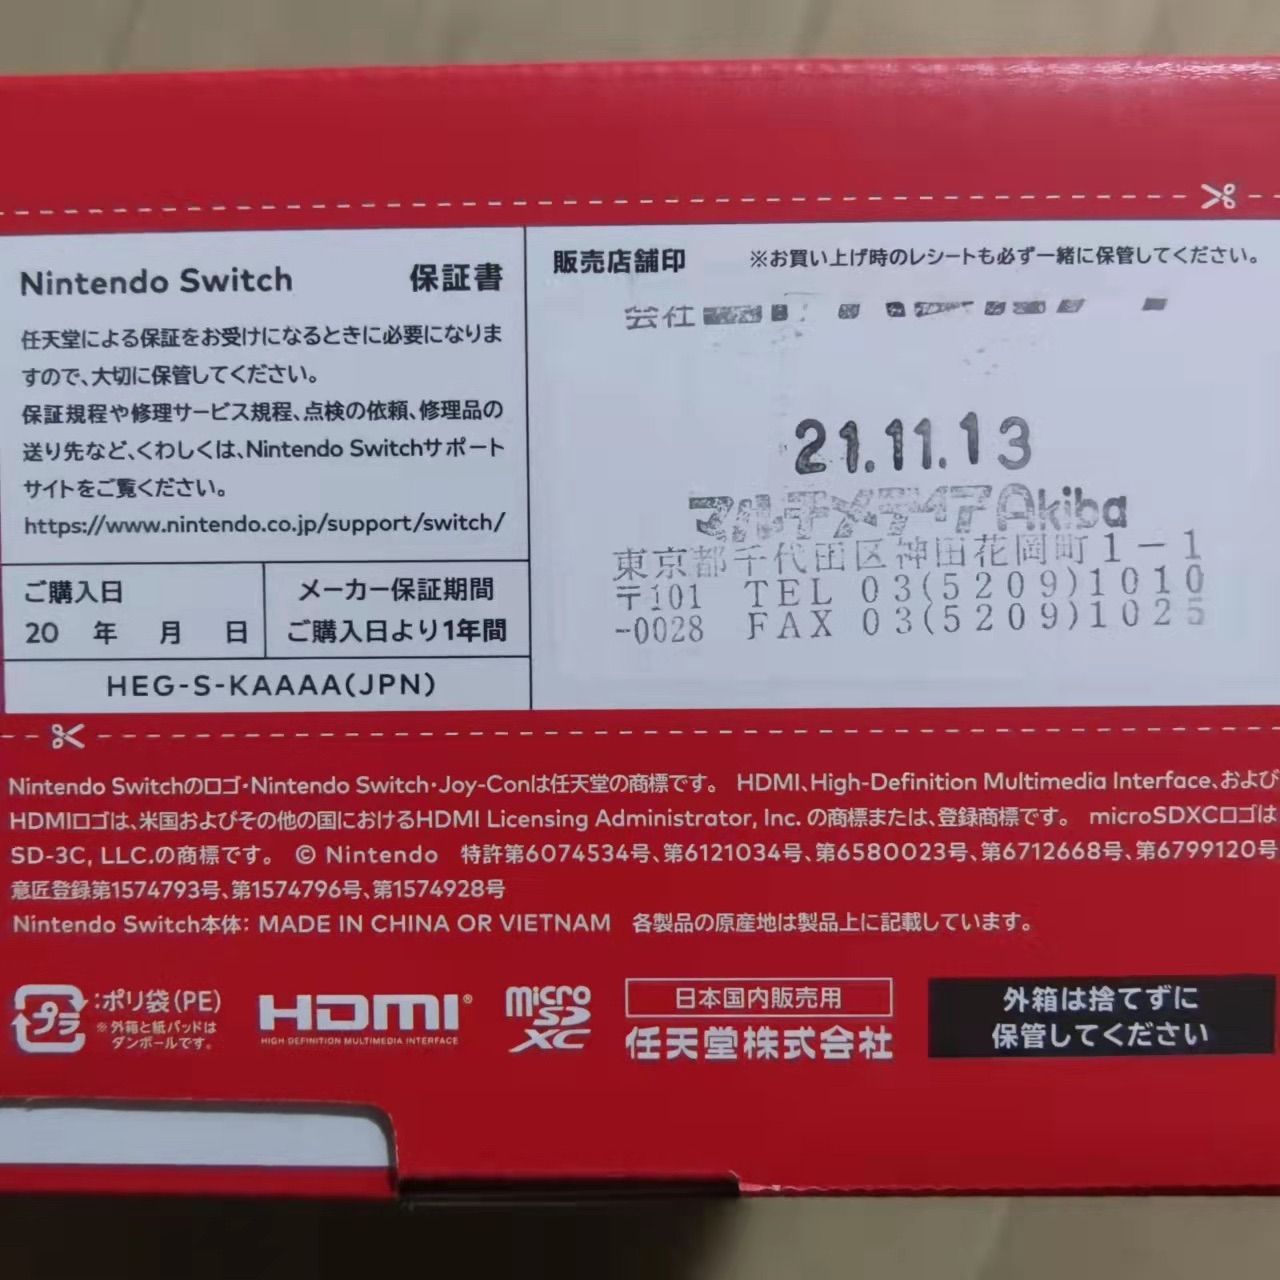 Nintendo Switch 保証書
任天堂による保証をお受けになるときに必要になりま
すので、大切に保管してください。
保証規程や修理サービス規程、点検の依頼、修理品の
送り先など、くわしくは、Nintendo Switchサポート
サイトをご覧ください。
https://www.nintendo.co.jp/support/switch/
ご購入日
20 年 月 日
メーカー保証期間
ご購入日より1年間
HEG-S-KAAAA(JPN)
販売店舗印 ※お買い上げ時のレシートも必ず一緒に保管してください。
会社
21.11.13
マルチメディアAkiba
東京都千代田区神田花岡町1-1
〒101 TEL 03(5209)1010
-0028 FAX 03(5209)1025
Nintendo Switchのロゴ・Nintendo Switch・Joy-Conは任天堂の商標です。 HDMI、High-Definition Multimedia Interface、および
HDMIロゴは、米国およびその他の国におけるHDMI Licensing Administrator, Inc. の商標または、登録商標です。 microSDXCロゴは
SD-3C, LLC.の商標です。 © Nintendo 特許第6074534号、第6121034号、第6580023号、第6712668号、第6799120号
意匠登録第1574793号、第1574796号、第1574928号
Nintendo Switch本体: MADE IN CHINA OR VIETNAM 各製品の原産地は製品上に記載しています。
プラ
:ポリ袋(PE)
※外箱と紙パッドは
ダンボールです。
HDMI®
HIGH-DEFINITION MULTIMEDIA INTERFACE
micro
SD
XC
日本国内販売用
任天堂株式会社
外箱は捨てずに
保管してください